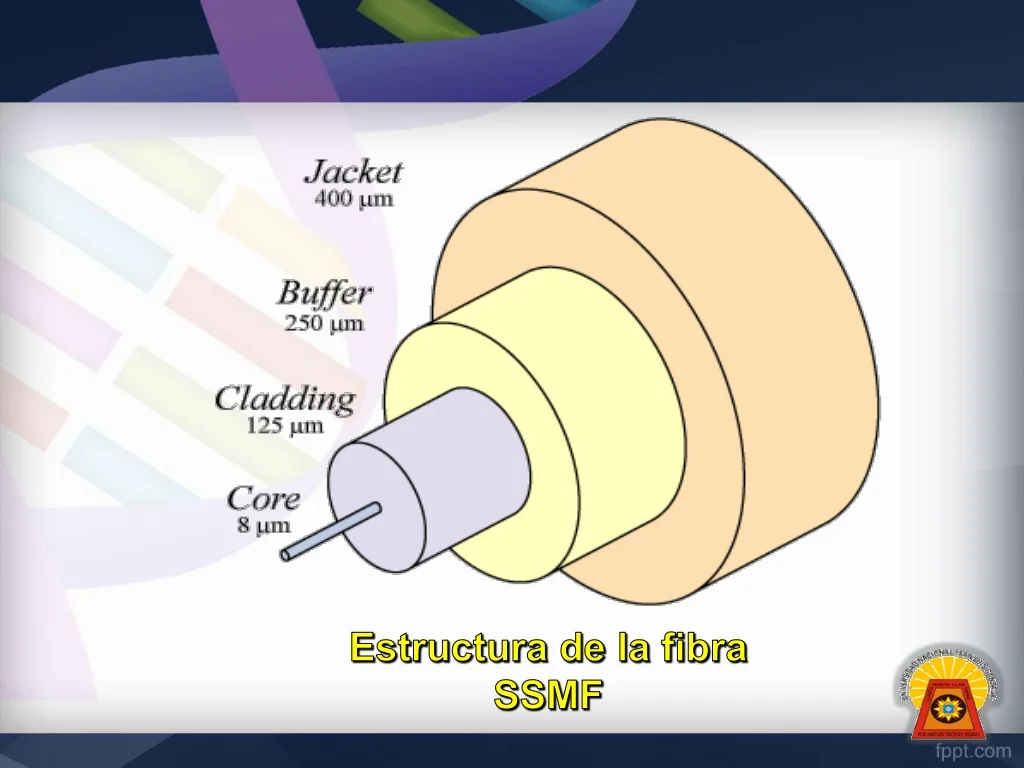 Jacket
400 µm
Buffer
250 µm
Cladding
125 µm
Core
8 µm
Estructura de la fibra
SSMF
fppt.com